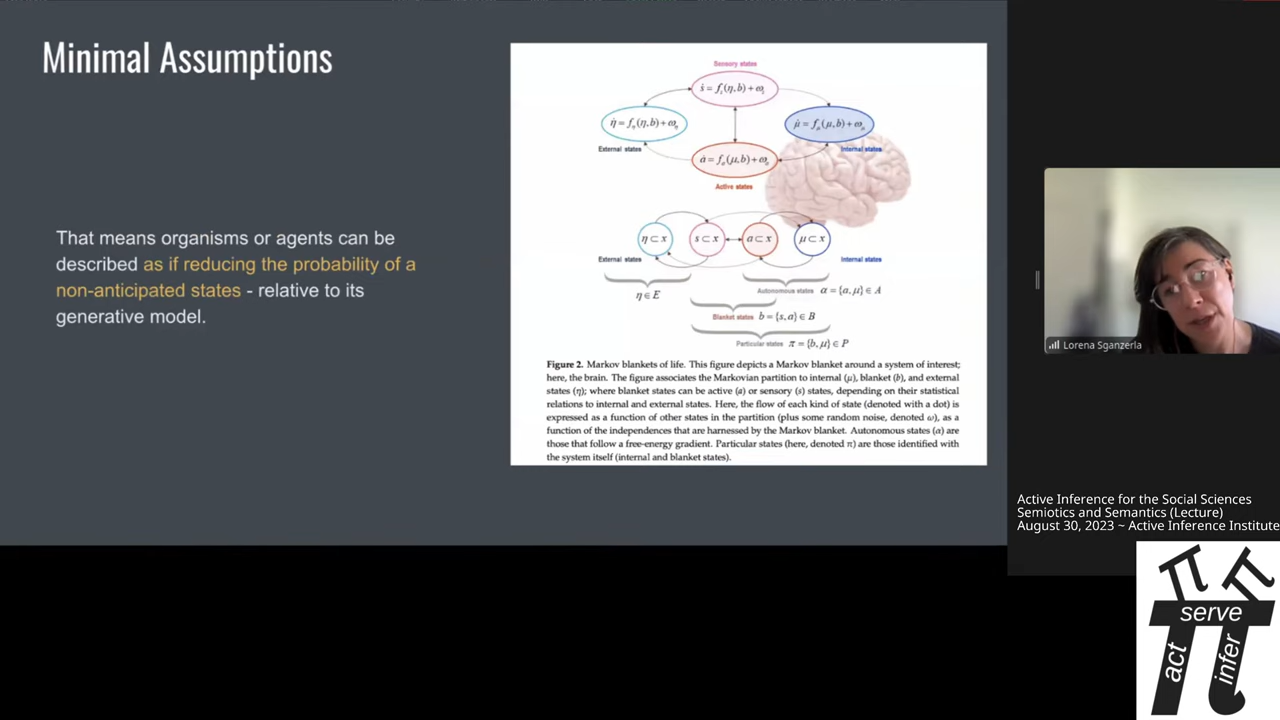 Minimal Assumptions
That means organisms or agents can be
described as if reducing the probability of a
non-anticipated states - relative to its
generative model.
Sensory states
ṡ = fₛ(η,b) + ωₛ
η̇ = f_η(η,b) + ω_η
μ̇ = f_μ(μ,b) + ω_μ
External states
Internal states
ȧ = fₐ(μ,b) + ωₐ
Active states
η ⊂ x
s ⊂ x
a ⊂ x
μ ⊂ x
External states
Internal states
η ∈ E
Autonomous states α = {a, μ} ∈ A
Blanket states b = {s, a} ∈ B
Particular states π = {b, μ} ∈ P
Figure 2. Markov blankets of life. This figure depicts a Markov blanket around a system of interest;
here, the brain. The figure associates the Markovian partition to internal (μ), blanket (b), and external
states (η); where blanket states can be active (a) or sensory (s) states, depending on their statistical
relations to internal and external states. Here, the flow of each kind of state (denoted with a dot) is
expressed as a function of other states in the partition (plus some random noise, denoted ω), as a
function of the independences that are harnessed by the Markov blanket. Autonomous states (α) are
those that follow a free-energy gradient. Particular states (here, denoted π) are those identified with
the system itself (internal and blanket states).
Lorena Sganzerla
Active Inference for the Social Sciences
Semiotics and Semantics (Lecture)
August 30, 2023 ~ Active Inference Institute
serve
act
infer